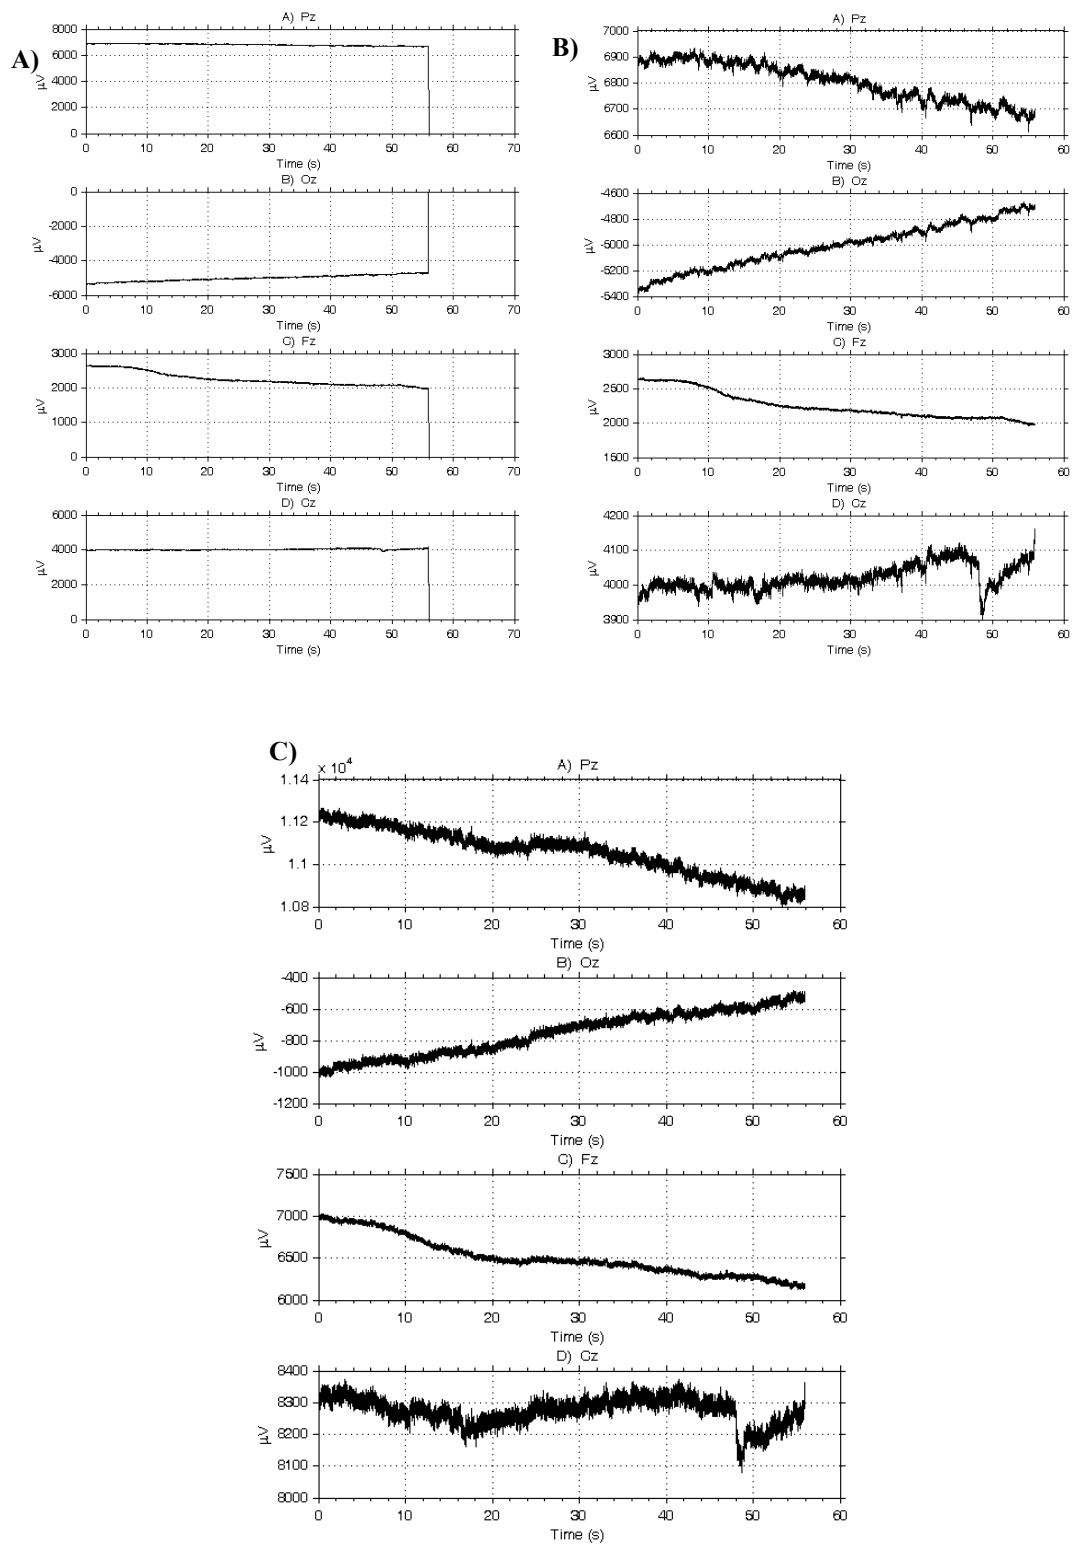 A)
A) Pz
8000
6000
4000
2000
0
µV
0 10 20 30 40 50 60 70
Time (s)
B) Oz
0
-2000
-4000
-6000
µV
0 10 20 30 40 50 60 70
Time (s)
C) Fz
3000
2000
1000
0
µV
0 10 20 30 40 50 60 70
Time (s)
D) Cz
6000
4000
2000
0
µV
0 10 20 30 40 50 60 70
Time (s)
B)
A) Pz
7000
6900
6800
6700
6600
µV
0 10 20 30 40 50 60
Time (s)
B) Oz
-4600
-4800
-5000
-5200
-5400
µV
0 10 20 30 40 50 60
Time (s)
C) Fz
3000
2500
2000
1500
µV
0 10 20 30 40 50 60
Time (s)
D) Cz
4200
4100
4000
3900
µV
0 10 20 30 40 50 60
Time (s)
C)
x 10⁴
A) Pz
1.14
1.12
1.1
1.08
µV
0 10 20 30 40 50 60
Time (s)
B) Oz
-400
-600
-800
-1000
-1200
µV
0 10 20 30 40 50 60
Time (s)
C) Fz
7500
7000
6500
6000
µV
0 10 20 30 40 50 60
Time (s)
D) Cz
8400
8300
8200
8100
8000
µV
0 10 20 30 40 50 60
Time (s)